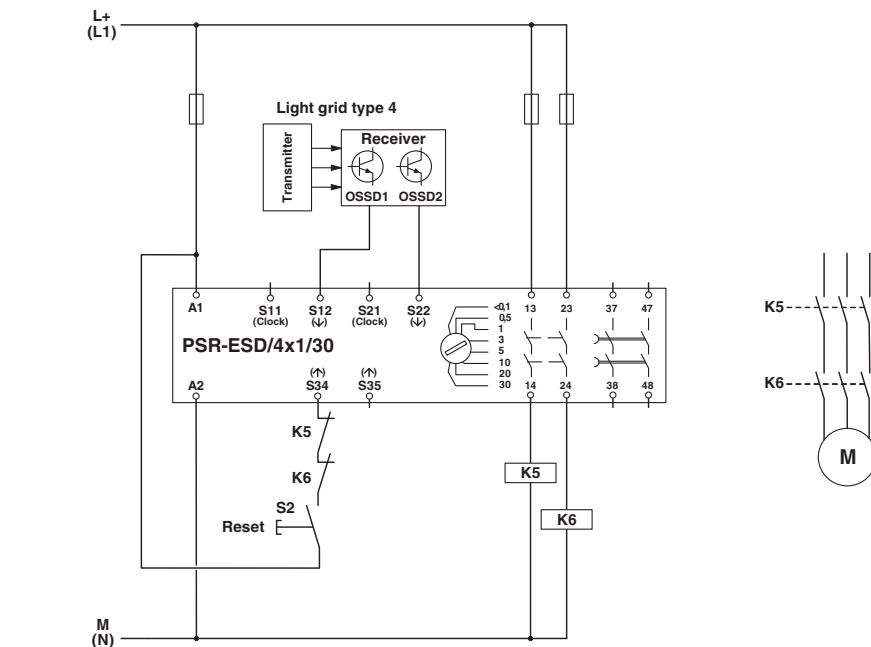 L+
(L1)
Light grid type 4
Transmitter
Receiver
OSSD1 OSSD2
A1
S11
(Clock)
S12
(↓)
S21
(Clock)
S22
(↓)
<0,1
0,5
1
3
5
10
20
30
13 23 37 47
PSR-ESD/4x1/30
A2
(↑)
S34
(↑)
S35
14 24 38 48
K5
K6
S2
Reset
K5
K6
K5
K6
M
M
(N)